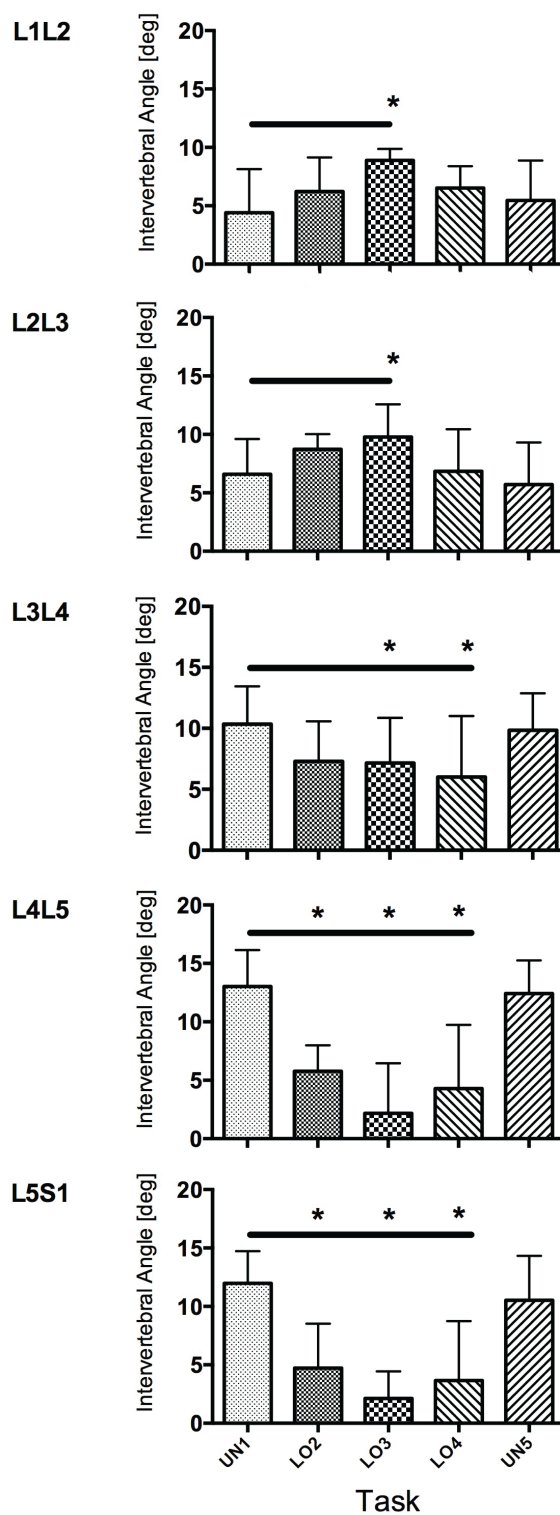 L1L2
Intervertebral Angle [deg]
20
15
10
5
0
*
L2L3
Intervertebral Angle [deg]
20
15
10
5
0
*
L3L4
Intervertebral Angle [deg]
20
15
10
5
0
* *
L4L5
Intervertebral Angle [deg]
20
15
10
5
0
* * *
L5S1
Intervertebral Angle [deg]
20
15
10
5
0
* * *
UN1 LO2 LO3 LO4 UN5
Task